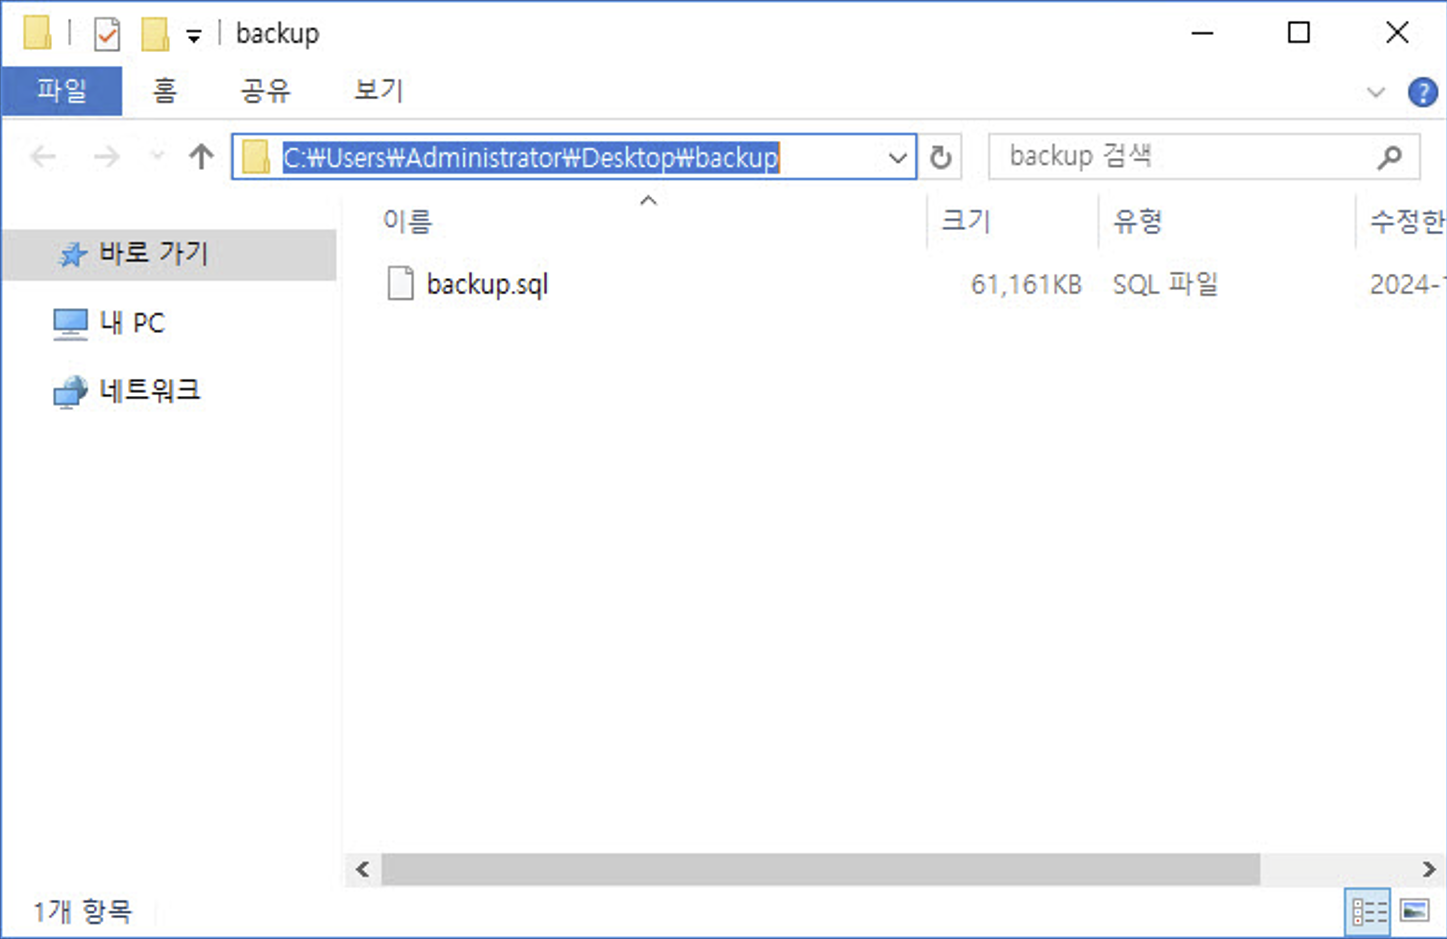 backup
파일 홈 공유 보기
C:₩Users₩Administrator₩Desktop₩backup
backup 검색
이름 크기 유형 수정한
바로 가기
backup.sql 61,161KB SQL 파일 2024-
내 PC
네트워크
1개 항목